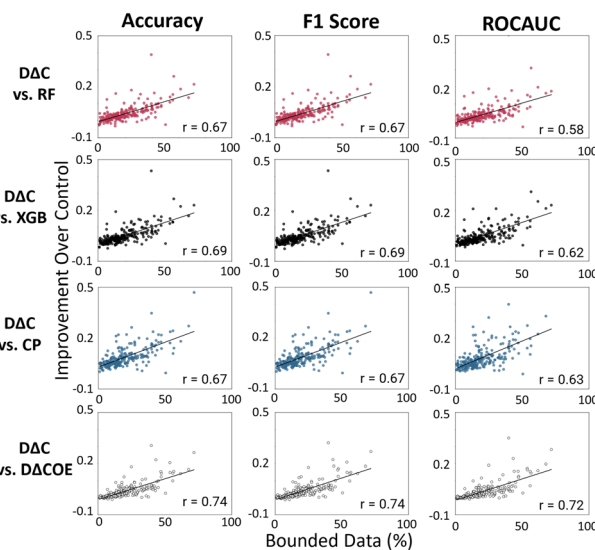 Accuracy
F1 Score
ROCAUC
DΔC
vs. RF
0.5
0.2
-0.1
0
50
100
r = 0.67
0.5
0.2
-0.1
0
50
100
r = 0.67
0.5
0.2
-0.1
0
50
100
r = 0.58
DΔC
vs. XGB
0.5
0.2
-0.1
0
50
100
r = 0.69
0.5
0.2
-0.1
0
50
100
r = 0.69
0.5
0.2
-0.1
0
50
100
r = 0.62
DΔC
vs. CP
0.5
0.2
-0.1
0
50
100
r = 0.67
0.5
0.2
-0.1
0
50
100
r = 0.67
0.5
0.2
-0.1
0
50
100
r = 0.63
DΔC
vs. DΔCOE
0.5
0.2
-0.1
0
50
100
r = 0.74
0.5
0.2
-0.1
0
50
100
r = 0.74
0.5
0.2
-0.1
0
50
100
r = 0.72
Improvement Over Control
Bounded Data (%)